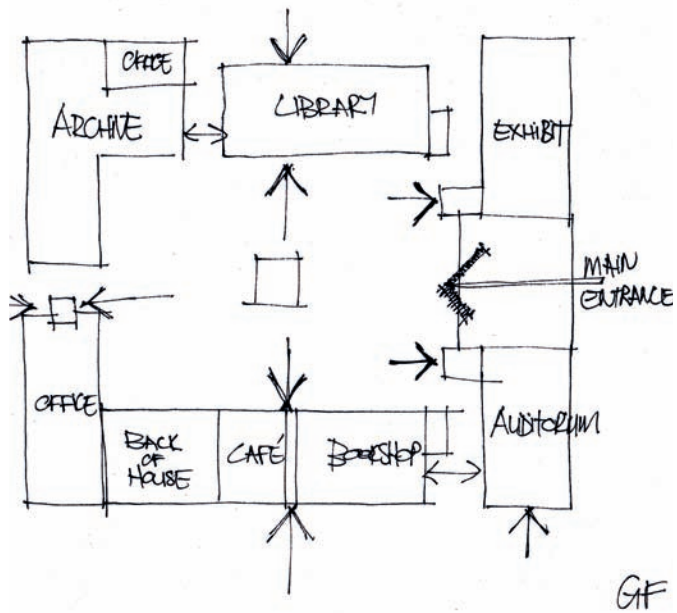 OFFICE
ARCHIVE
LIBRARY
EXHIBIT
MAIN
ENTRANCE
OFFICE
BACK
OF
HOUSE
CAFÉ
BOOKSHOP
AUDITORIUM
GF